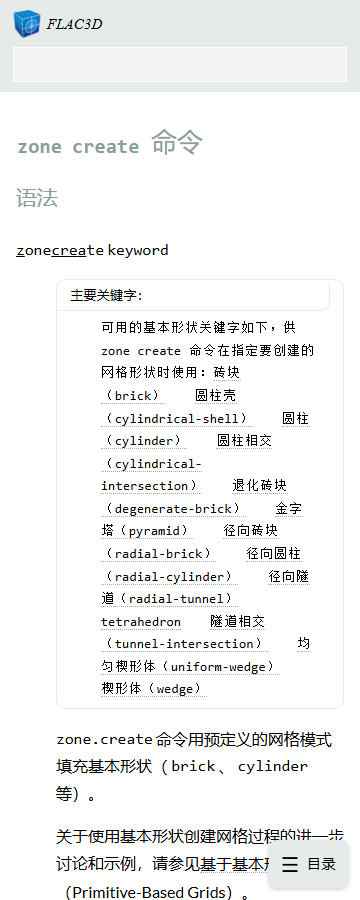 FLAC3D
zone create 命令
语法
zonecreate keyword
主要关键字:
可用的基本形状关键字如下，供
zone create 命令在指定要创建的
网格形状时使用：砖块
（brick） 圆柱壳
（cylindrical-shell） 圆柱
（cylinder） 圆柱相交
（cylindrical-
intersection） 退化砖块
（degenerate-brick） 金字
塔（pyramid） 径向砖块
（radial-brick） 径向圆柱
（radial-cylinder） 径向隧
道（radial-tunnel）
tetrahedron 隧道相交
（tunnel-intersection） 均
匀楔形体（uniform-wedge）
楔形体（wedge）
zone.create 命令用预定义的网格模式
填充基本形状（brick、cylinder
等）。
关于使用基本形状创建网格过程的进一步
讨论和示例，请参见基于基本形
（Primitive-Based Grids）。
目录